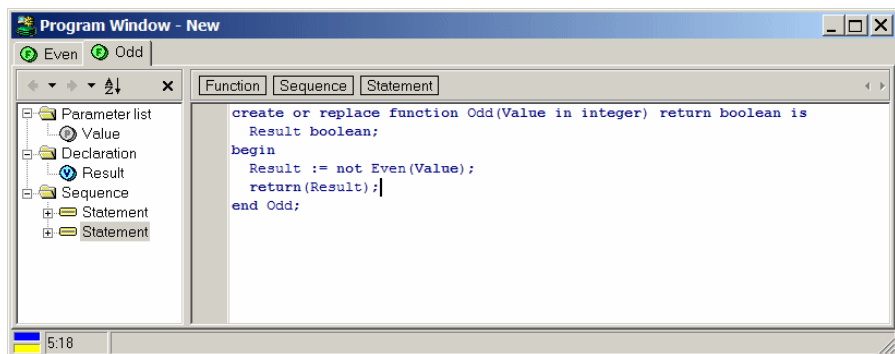 Program Window - New
Even Odd
Function Sequence Statement
Parameter list
Value
Declaration
Result
Sequence
Statement
Statement
create or replace function Odd(Value in integer) return boolean is
  Result boolean;
begin
  Result := not Even(Value);
  return(Result);
end Odd;
5:18